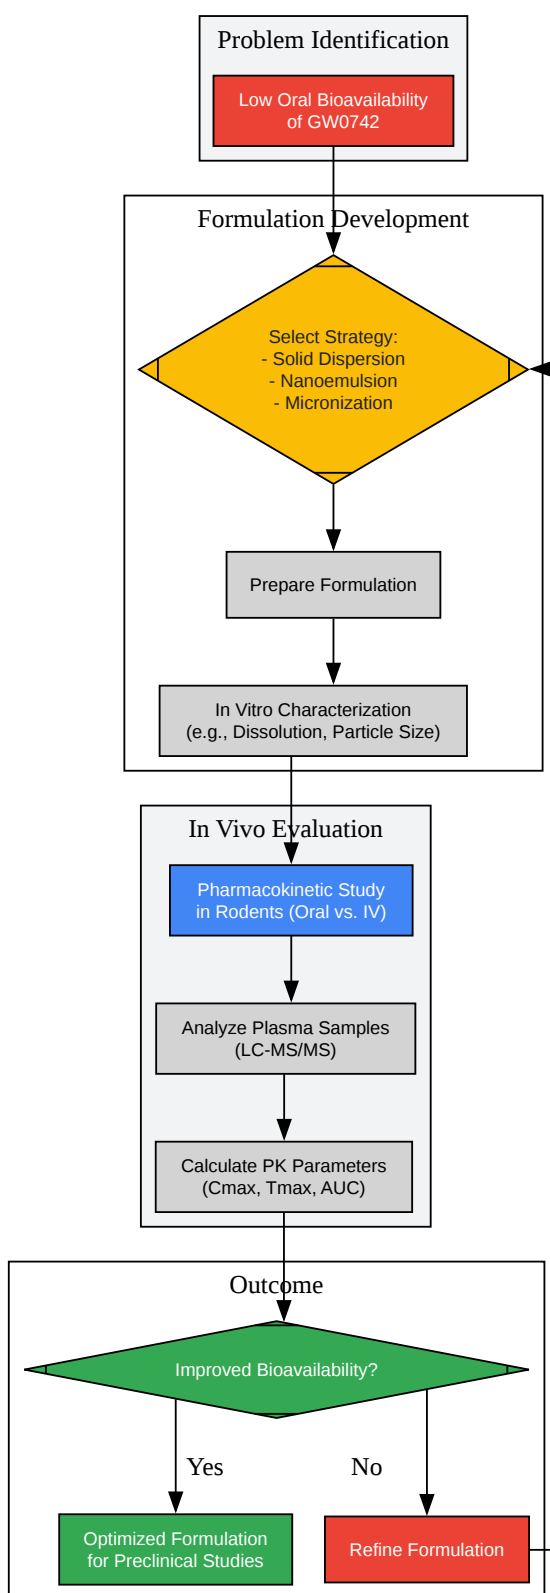 Problem Identification
Low Oral Bioavailability
of GW0742
Formulation Development
Select Strategy:
- Solid Dispersion
- Nanoemulsion
- Micronization
Prepare Formulation
In Vitro Characterization
(e.g., Dissolution, Particle Size)
In Vivo Evaluation
Pharmacokinetic Study
in Rodents (Oral vs. IV)
Analyze Plasma Samples
(LC-MS/MS)
Calculate PK Parameters
(Cmax, Tmax, AUC)
Outcome
Improved Bioavailability?
Yes
No
Optimized Formulation
for Preclinical Studies
Refine Formulation